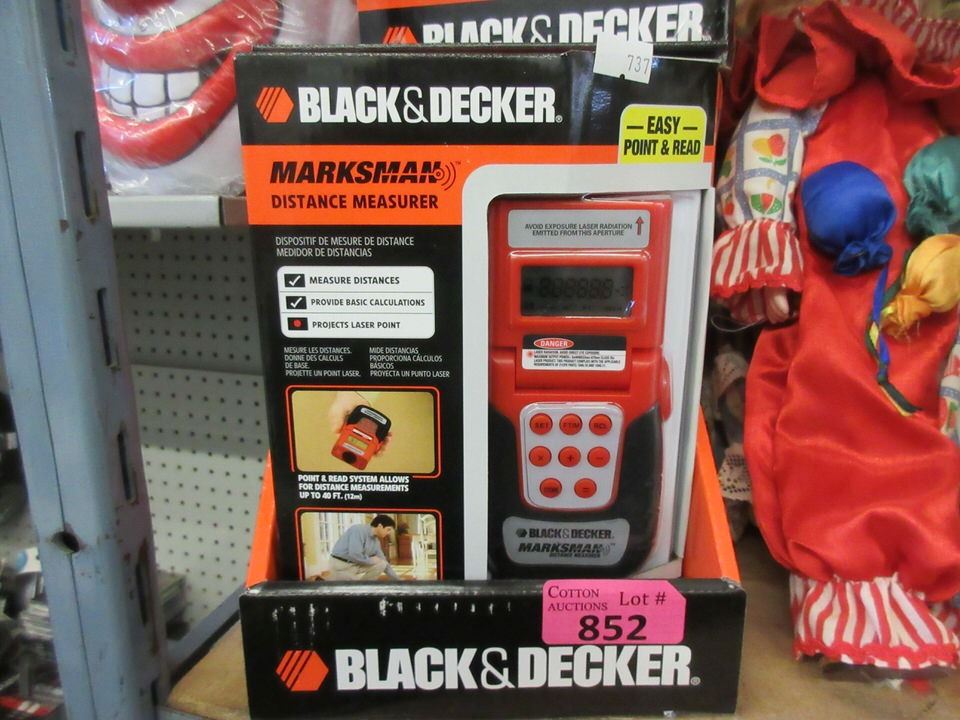 BLACK & DECKER
737
BLACK & DECKER®
— EASY —
POINT & READ
MARKSMAN™
DISTANCE MEASURER
DISPOSITIF DE MESURE DE DISTANCE
MEDIDOR DE DISTANCIAS
MEASURE DISTANCES
PROVIDE BASIC CALCULATIONS
PROJECTS LASER POINT
MESURE LES DISTANCES.
DONNE DES CALCULS
DE BASE.
PROJETTE UN POINT LASER.
MIDE DISTANCIAS
PROPORCIONA CÁLCULOS
BÁSICOS
PROYECTA UN PUNTO LASER
POINT & READ SYSTEM ALLOWS
FOR DISTANCE MEASUREMENTS
UP TO 40 FT. (12m)
AVOID EXPOSURE LASER RADIATION
EMITTED FROM THIS APERTURE
DANGER
SET FT/M RCL
× + −
=
BLACK & DECKER.
MARKSMAN
DISTANCE MEASURER
COTTON
AUCTIONS
Lot #
852
BLACK & DECKER®